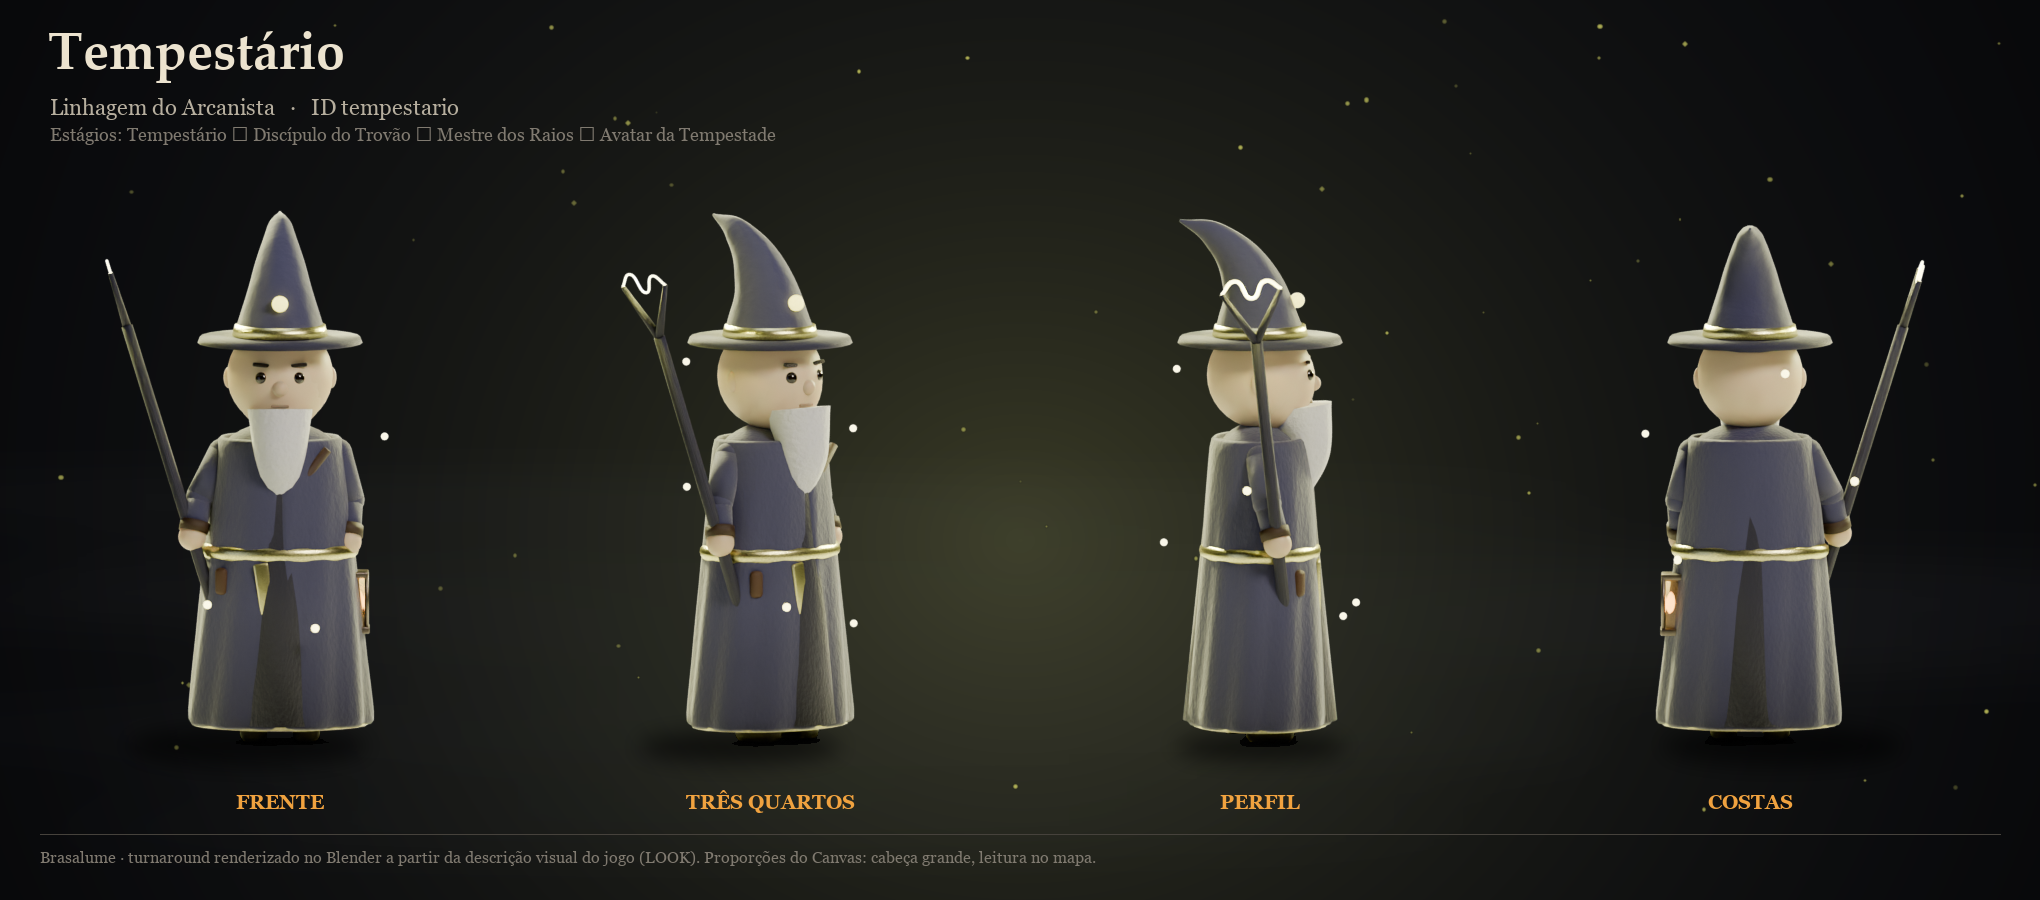 Tempestário
Linhagem do Arcanista · ID tempestario
Estágios: Tempestário □ Discípulo do Trovão □ Mestre dos Raios □ Avatar da Tempestade
FRENTE
TRÊS QUARTOS
PERFIL
COSTAS
Brasalume · turnaround renderizado no Blender a partir da descrição visual do jogo (LOOK). Proporções do Canvas: cabeça grande, leitura no mapa.